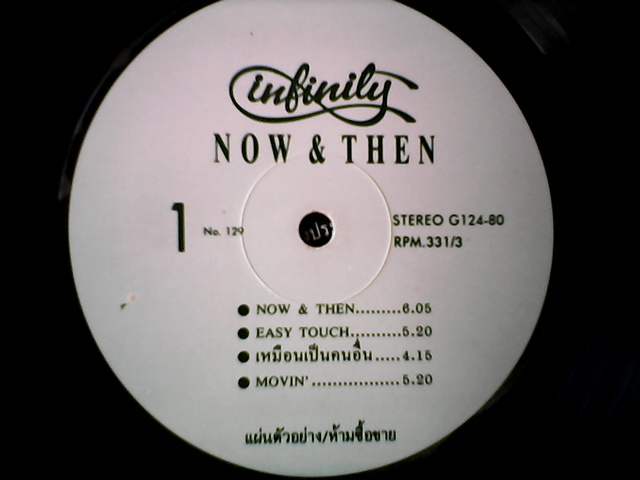 infinity
NOW & THEN
1
No. 129
STEREO G124-80
RPM.331/3
NOW & THEN.........6.05
EASY TOUCH..........5.20
เหมือนเป็นคนอื่น.....4.15
MOVIN'.................5.20
แผ่นตัวอย่าง/ห้ามซื้อขาย